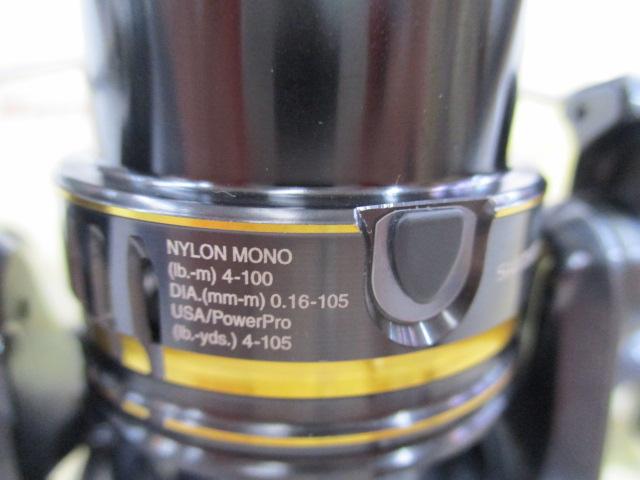 NYLON MONO
(lb.-m) 4-100
DIA.(mm-m) 0.16-105
USA/PowerPro
(lb.-yds.) 4-105